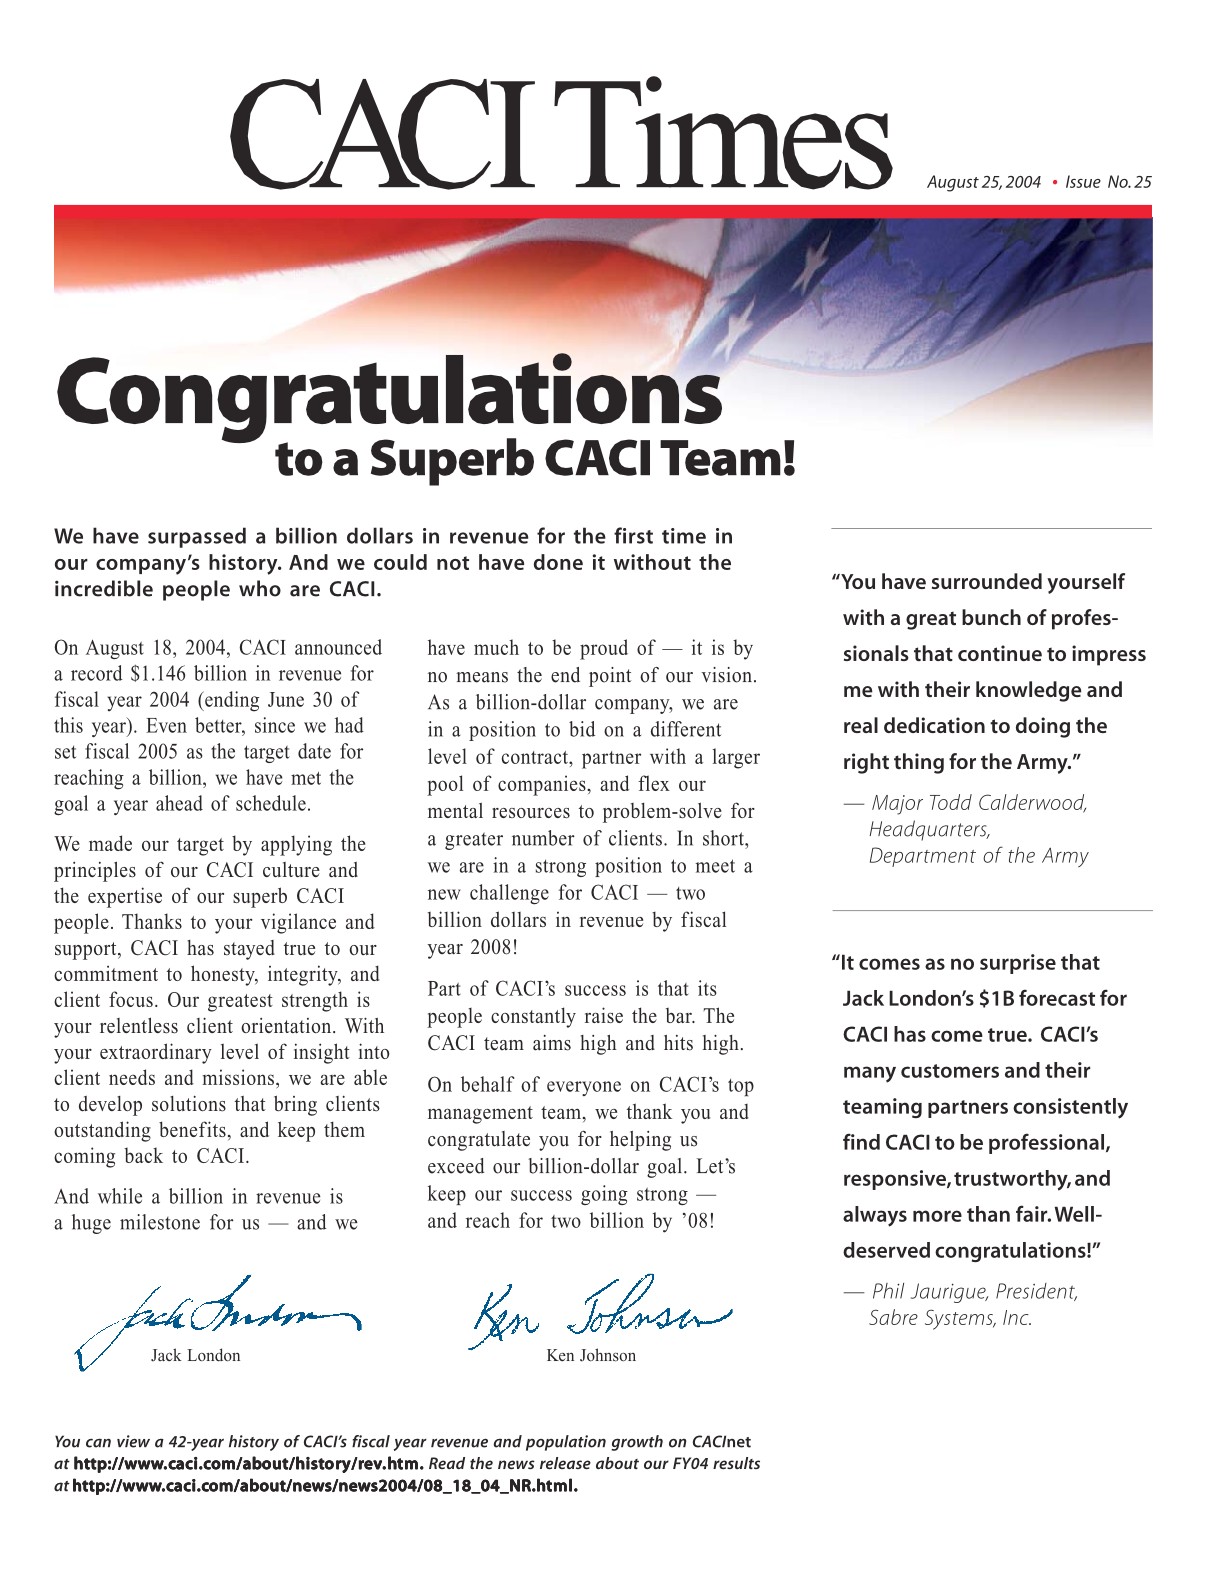 CACI Times
August 25, 2004 • Issue No. 25
Congratulations
to a Superb CACI Team!
We have surpassed a billion dollars in revenue for the first time in
our company's history. And we could not have done it without the
incredible people who are CACI.
On August 18, 2004, CACI announced
a record $1.146 billion in revenue for
fiscal year 2004 (ending June 30 of
this year). Even better, since we had
set fiscal 2005 as the target date for
reaching a billion, we have met the
goal a year ahead of schedule.
We made our target by applying the
principles of our CACI culture and
the expertise of our superb CACI
people. Thanks to your vigilance and
support, CACI has stayed true to our
commitment to honesty, integrity, and
client focus. Our greatest strength is
your relentless client orientation. With
your extraordinary level of insight into
client needs and missions, we are able
to develop solutions that bring clients
outstanding benefits, and keep them
coming back to CACI.
And while a billion in revenue is
a huge milestone for us — and we
have much to be proud of — it is by
no means the end point of our vision.
As a billion-dollar company, we are
in a position to bid on a different
level of contract, partner with a larger
pool of companies, and flex our
mental resources to problem-solve for
a greater number of clients. In short,
we are in a strong position to meet a
new challenge for CACI — two
billion dollars in revenue by fiscal
year 2008!
Part of CACI's success is that its
people constantly raise the bar. The
CACI team aims high and hits high.
On behalf of everyone on CACI's top
management team, we thank you and
congratulate you for helping us
exceed our billion-dollar goal. Let's
keep our success going strong —
and reach for two billion by '08!
Jack London
Jack London
Ken Johnson
Ken Johnson
"You have surrounded yourself
with a great bunch of profes-
sionals that continue to impress
me with their knowledge and
real dedication to doing the
right thing for the Army."
— Major Todd Calderwood,
Headquarters,
Department of the Army
"It comes as no surprise that
Jack London's $1B forecast for
CACI has come true. CACI's
many customers and their
teaming partners consistently
find CACI to be professional,
responsive, trustworthy, and
always more than fair. Well-
deserved congratulations!"
— Phil Jaurigue, President,
Sabre Systems, Inc.
You can view a 42-year history of CACI's fiscal year revenue and population growth on CACInet
at http://www.caci.com/about/history/rev.htm. Read the news release about our FY04 results
at http://www.caci.com/about/news/news2004/08_18_04_NR.html.